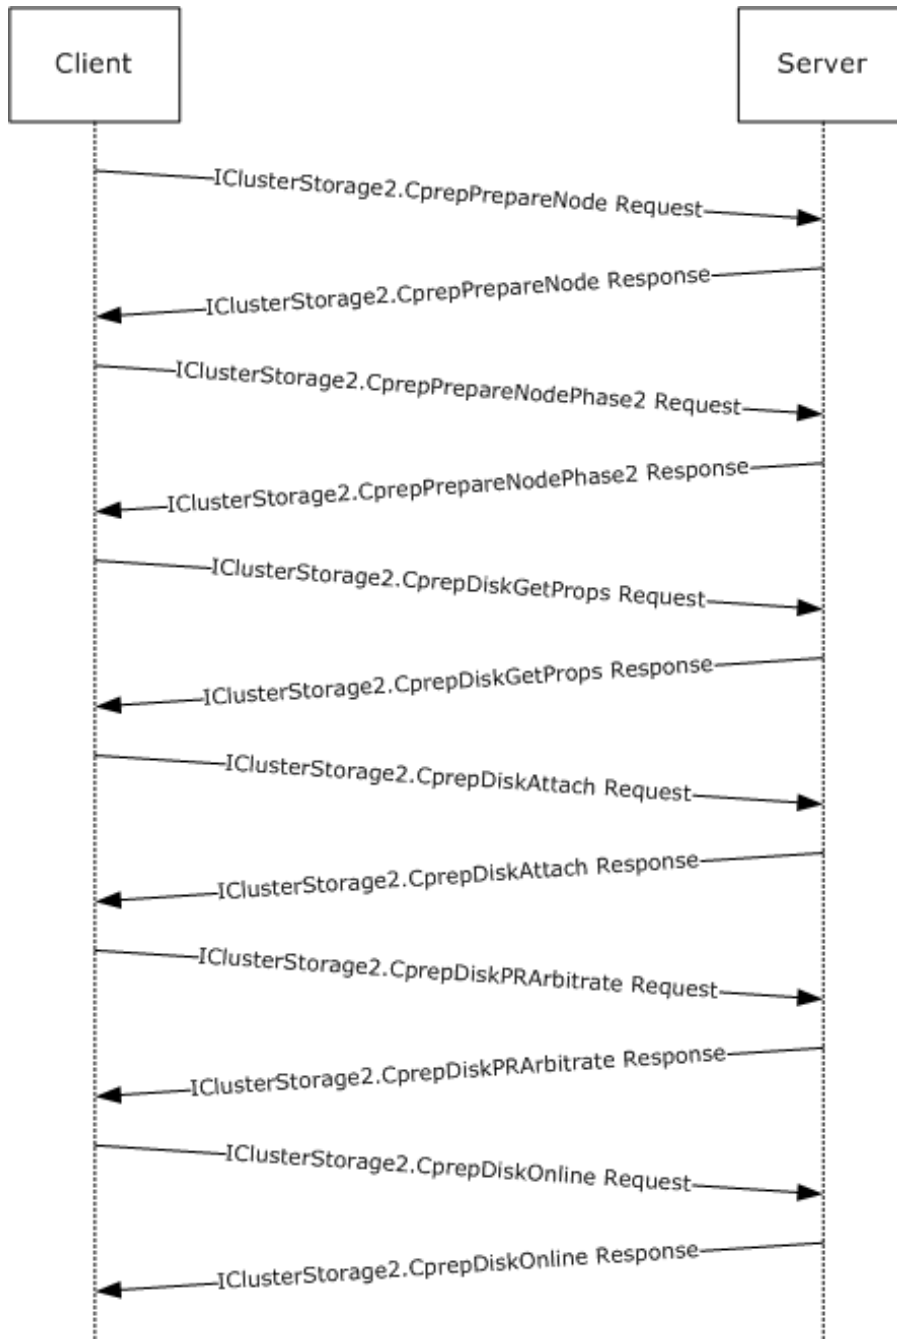 Client
Server
IClusterStorage2.CprepPrepareNode Request
IClusterStorage2.CprepPrepareNode Response
IClusterStorage2.CprepPrepareNodePhase2 Request
IClusterStorage2.CprepPrepareNodePhase2 Response
IClusterStorage2.CprepDiskGetProps Request
IClusterStorage2.CprepDiskGetProps Response
IClusterStorage2.CprepDiskAttach Request
IClusterStorage2.CprepDiskAttach Response
IClusterStorage2.CprepDiskPRArbitrate Request
IClusterStorage2.CprepDiskPRArbitrate Response
IClusterStorage2.CprepDiskOnline Request
IClusterStorage2.CprepDiskOnline Response